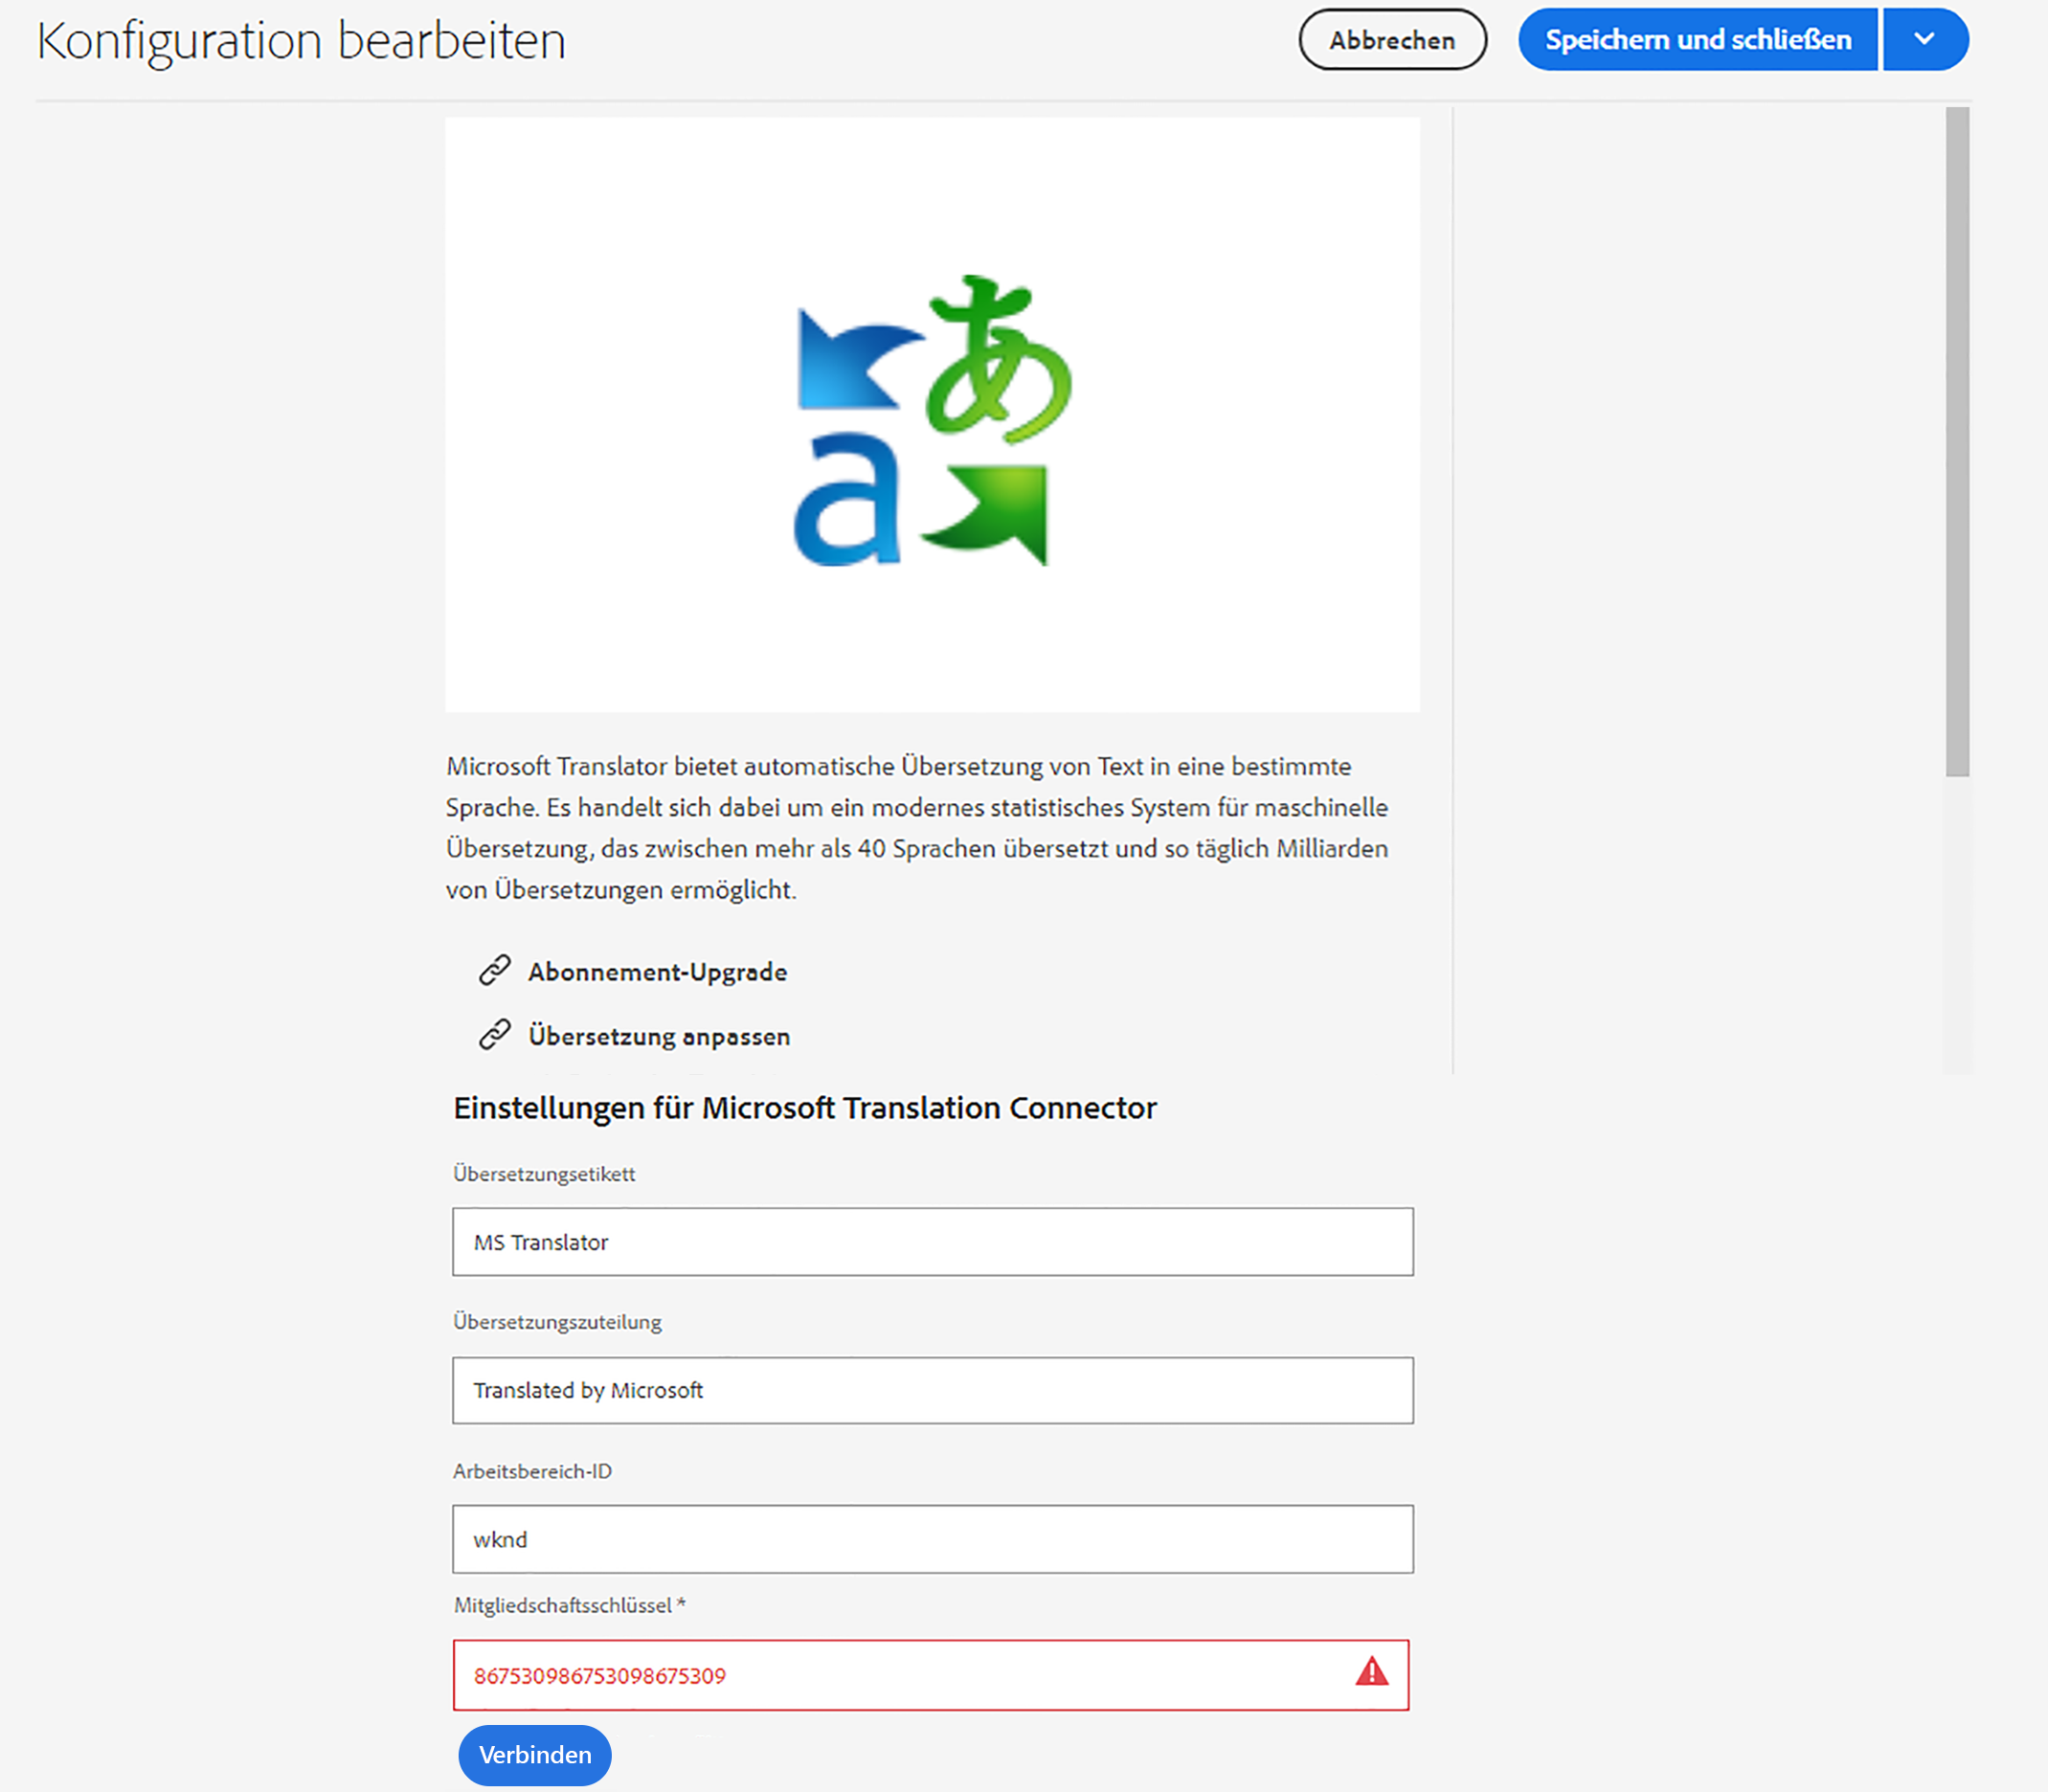 Konfiguration bearbeiten
Abbrechen
Speichern und schließen
あ
a
Microsoft Translator bietet automatische Übersetzung von Text in eine bestimmte
Sprache. Es handelt sich dabei um ein modernes statistisches System für maschinelle
Übersetzung, das zwischen mehr als 40 Sprachen übersetzt und so täglich Milliarden
von Übersetzungen ermöglicht.
Abonnement-Upgrade
Übersetzung anpassen
Einstellungen für Microsoft Translation Connector
Übersetzungsetikett
MS Translator
Übersetzungszuteilung
Translated by Microsoft
Arbeitsbereich-ID
wknd
Mitgliedschaftsschlüssel *
867530986753098675309
Verbinden